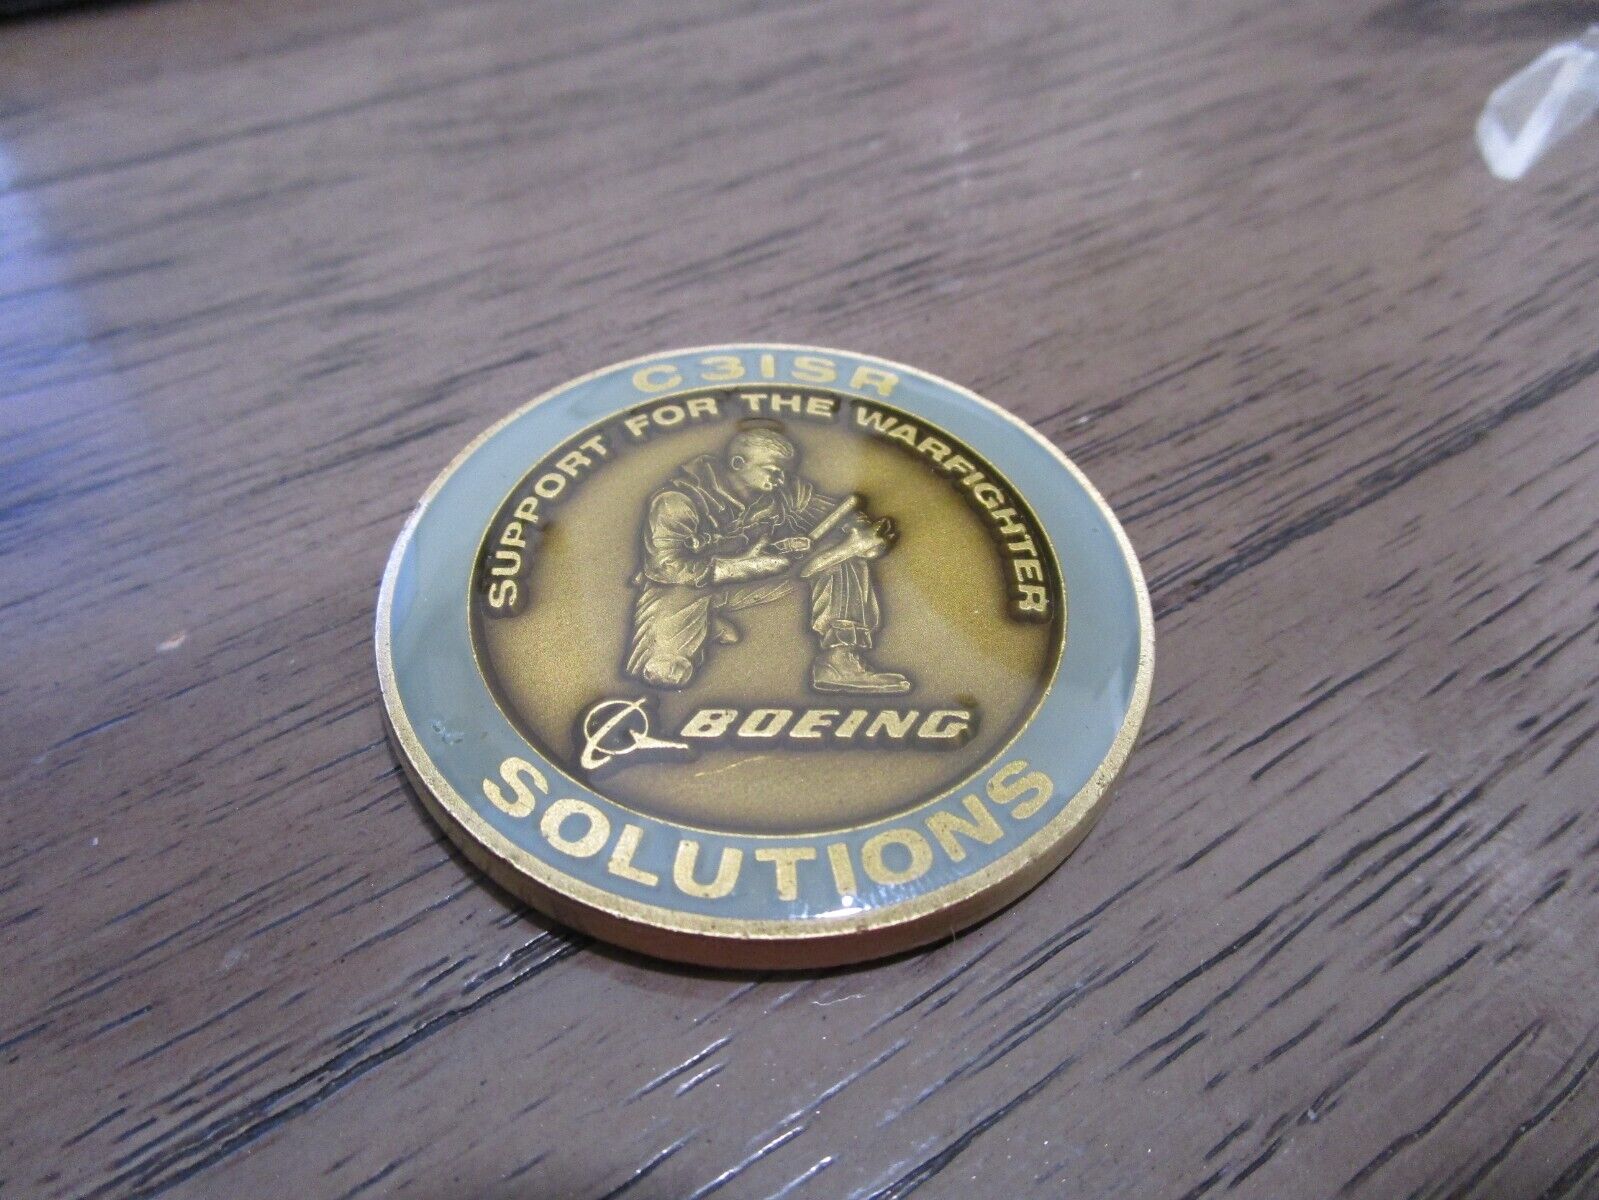 C3ISR
SUPPORT FOR THE WARFIGHTER
BOEING
SOLUTIONS